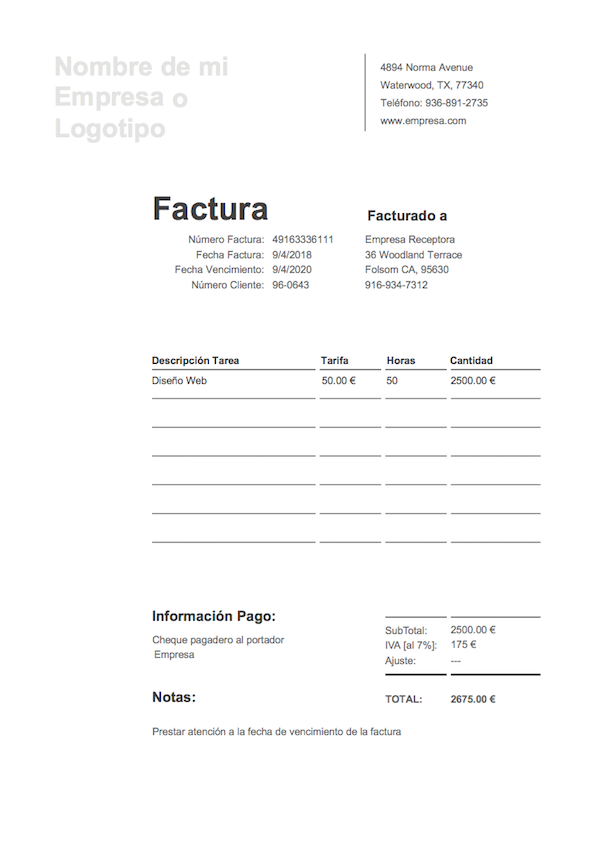 Nombre de mi
Empresa o
Logotipo
4894 Norma Avenue
Waterwood, TX, 77340
Teléfono: 936-891-2735
www.empresa.com
Factura
Número Factura: 49163336111
Fecha Factura: 9/4/2018
Fecha Vencimiento: 9/4/2020
Número Cliente: 96-0643
Facturado a
Empresa Receptora
36 Woodland Terrace
Folsom CA, 95630
916-934-7312
Descripción Tarea Tarifa Horas Cantidad
Diseño Web 50.00 € 50 2500.00 €
Información Pago:
Cheque pagadero al portador
Empresa
SubTotal: 2500.00 €
IVA [al 7%]: 175 €
Ajuste: ---
Notas:
TOTAL: 2675.00 €
Prestar atención a la fecha de vencimiento de la factura